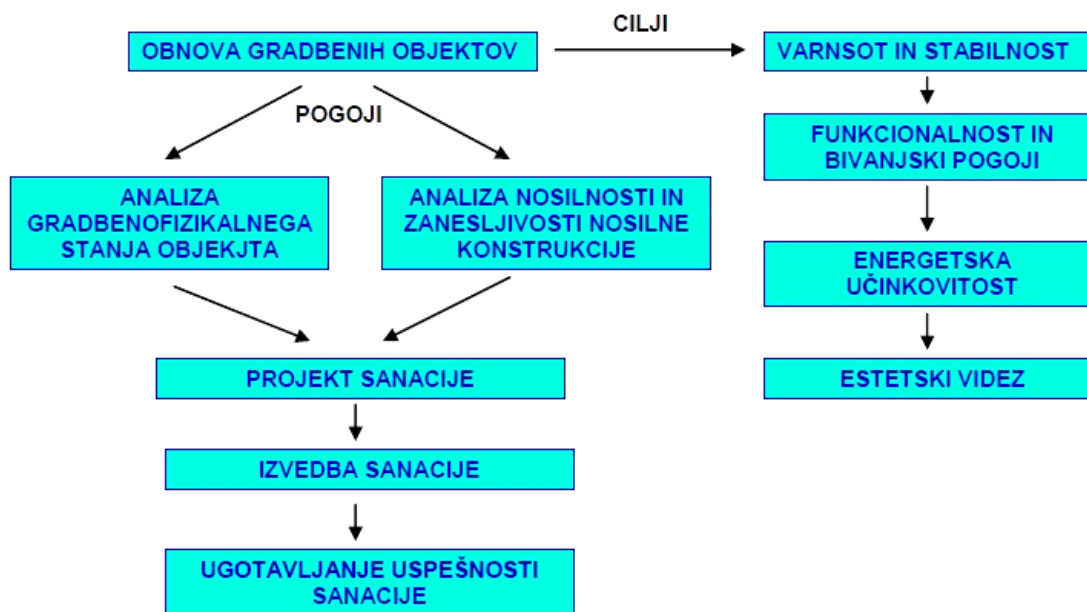 CILJI
OBNOVA GRADBENIH OBJEKTOV
VARNSOT IN STABILNOST
POGOJI
FUNKCIONALNOST IN
BIVANJSKI POGOJI
ANALIZA
GRADBENOFIZIKALNEGA
STANJA OBJEKJTA
ANALIZA NOSILNOSTI IN
ZANESLJIVOSTI NOSILNE
KONSTRUKCIJE
ENERGETSKA
UČINKOVITOST
PROJEKT SANACIJE
ESTETSKI VIDEZ
IZVEDBA SANACIJE
UGOTAVLJANJE USPEŠNOSTI
SANACIJE